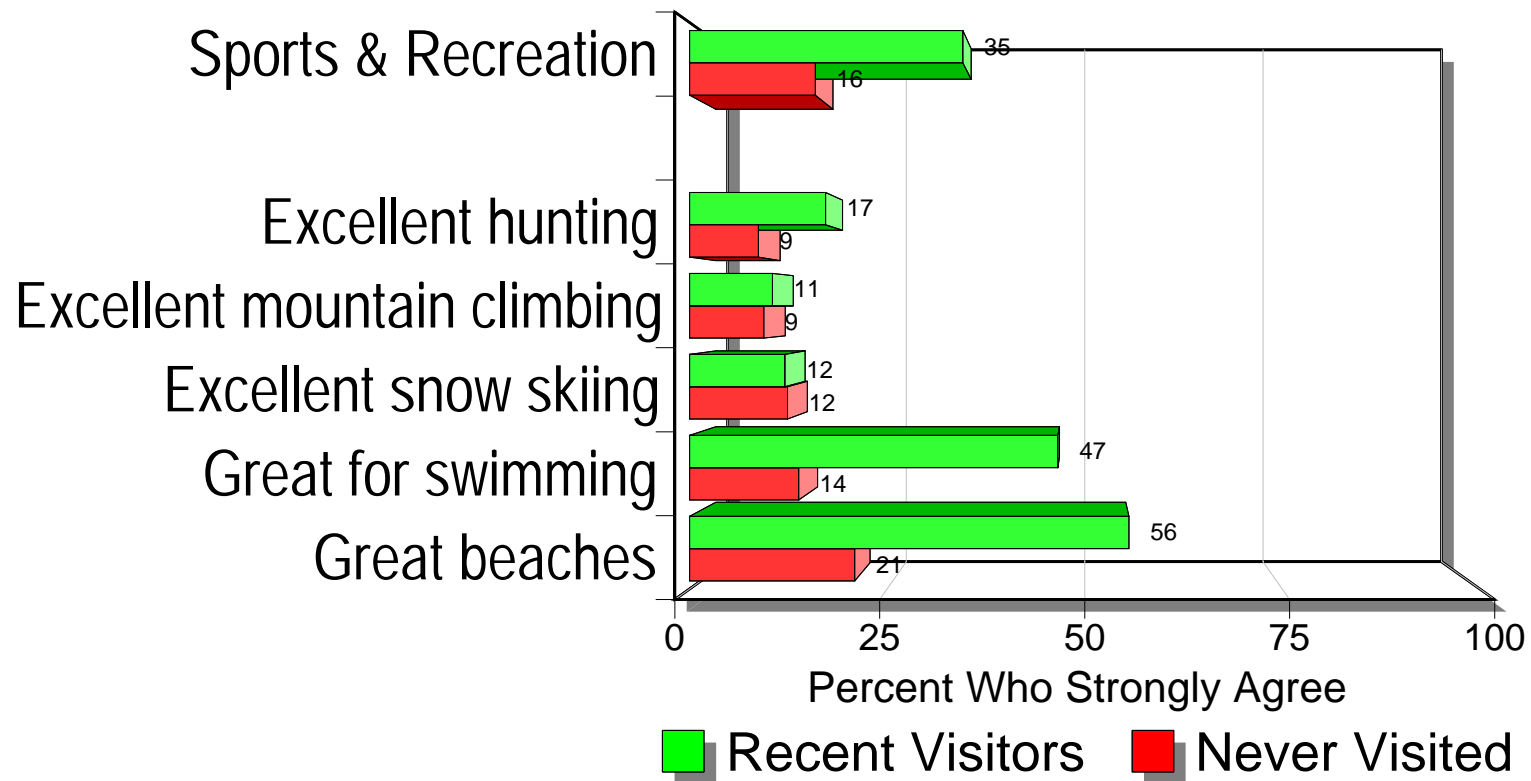 Sports & Recreation
35
16
Excellent hunting
17
9
Excellent mountain climbing
11
9
Excellent snow skiing
12
12
Great for swimming
47
14
Great beaches
56
21
0 25 50 75 100
Percent Who Strongly Agree
Recent Visitors Never Visited